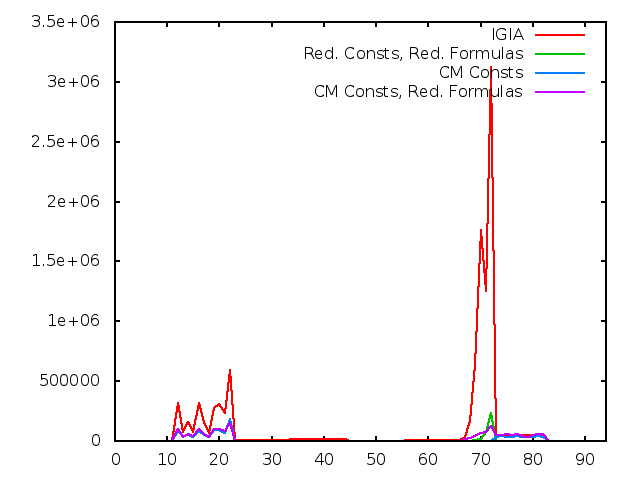 3.5e+06
3e+06
2.5e+06
2e+06
1.5e+06
1e+06
500000
0
0 10 20 30 40 50 60 70 80 90
IGIA
Red. Consts, Red. Formulas
CM Consts
CM Consts, Red. Formulas